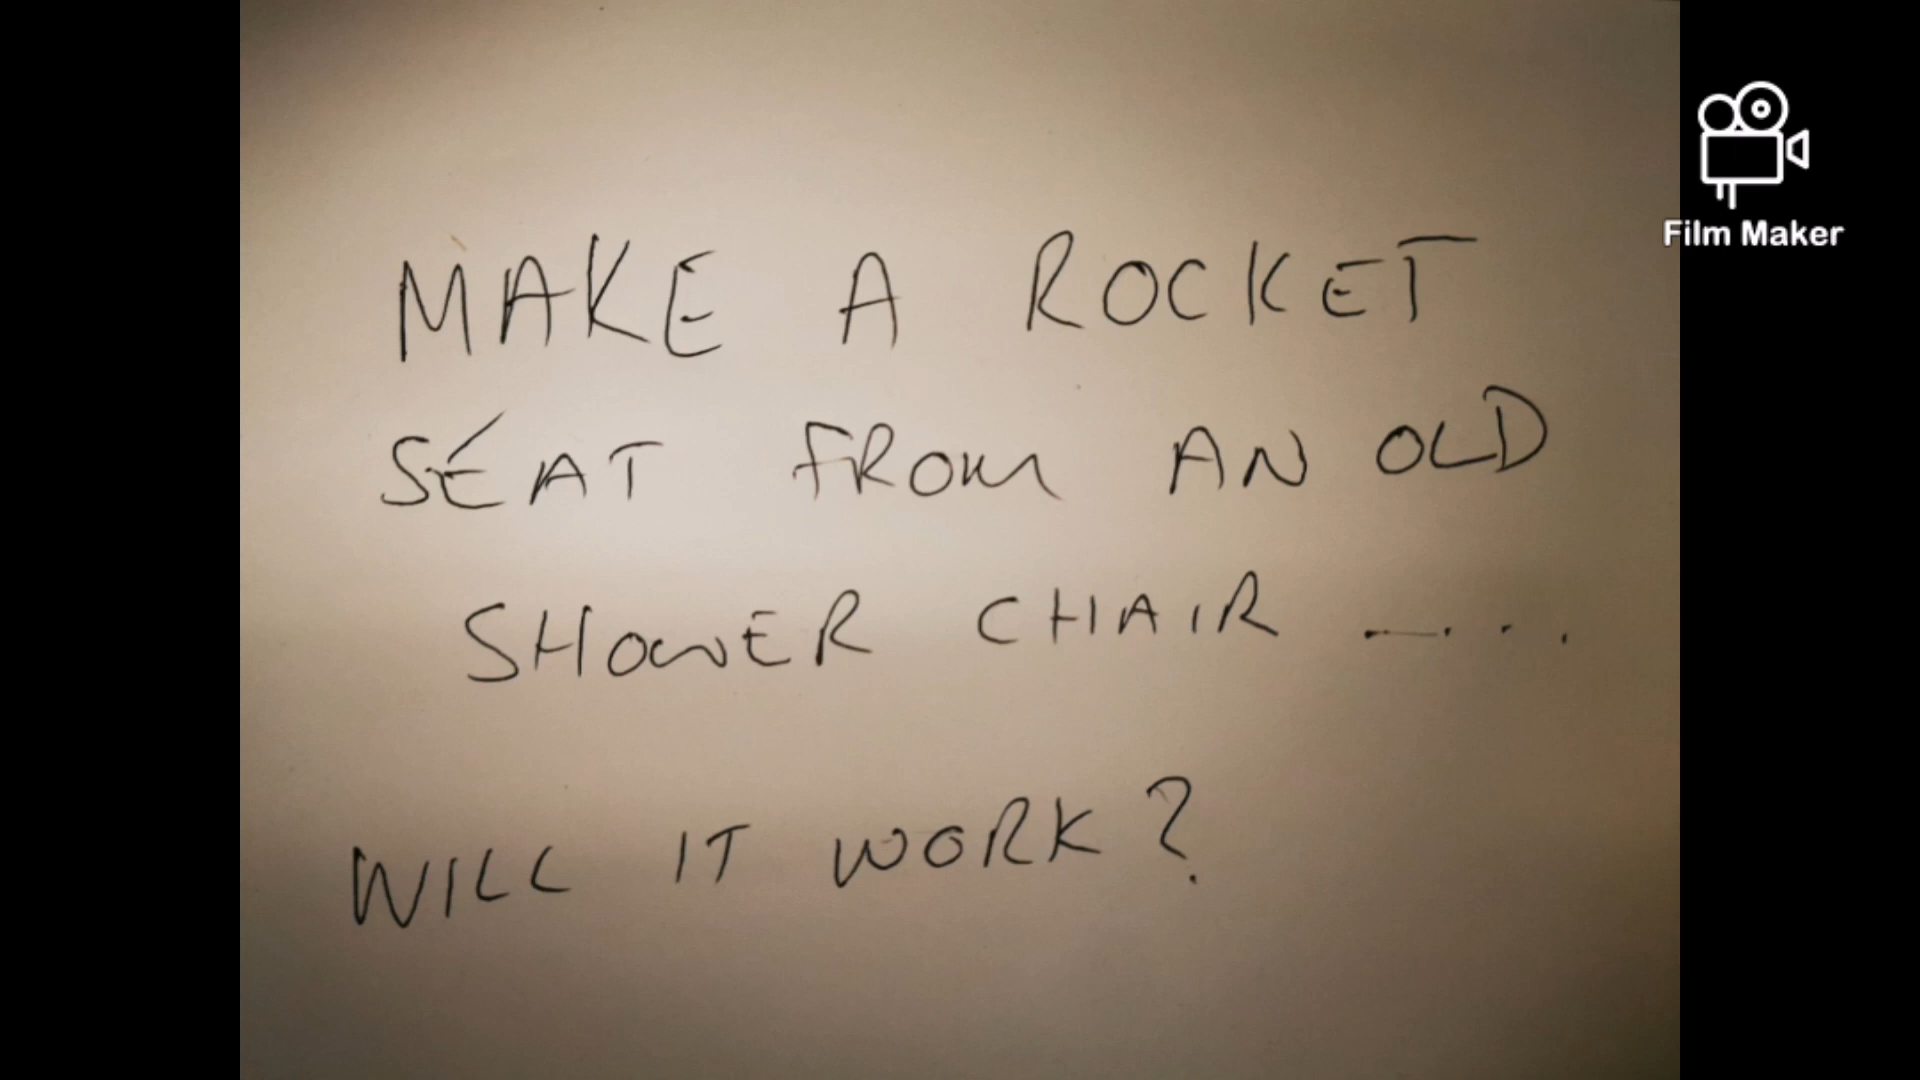 MAKE A ROCKET
SEAT FROM AN OLD
SHOWER CHAIR ....
WILL IT WORK?
Film Maker